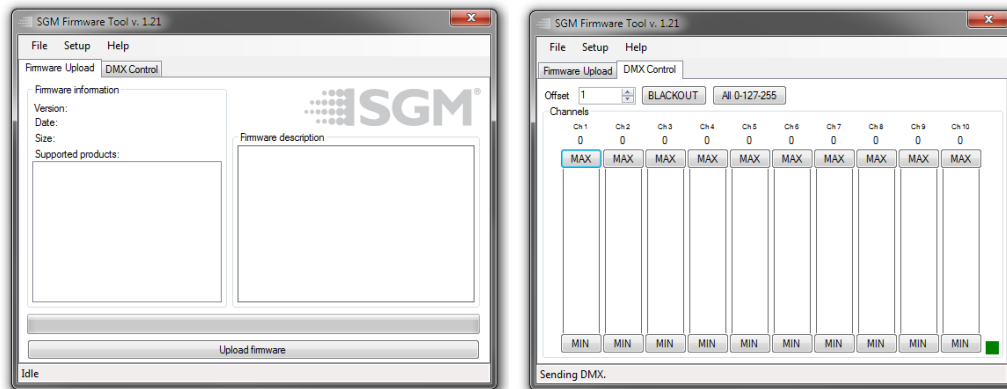 SGM Firmware Tool v. 1.21
File Setup Help
Firmware Upload DMX Control
Firmware information
Version:
Date:
Size:
Supported products:
SGM®
Firmware description
Upload firmware
Idle
SGM Firmware Tool v. 1.21
File Setup Help
Firmware Upload DMX Control
Offset 1 BLACKOUT All 0-127-255
Channels
Ch 1 Ch 2 Ch 3 Ch 4 Ch 5 Ch 6 Ch 7 Ch 8 Ch 9 Ch 10
0 0 0 0 0 0 0 0 0 0
MAX MAX MAX MAX MAX MAX MAX MAX MAX MAX
MIN MIN MIN MIN MIN MIN MIN MIN MIN MIN
Sending DMX.